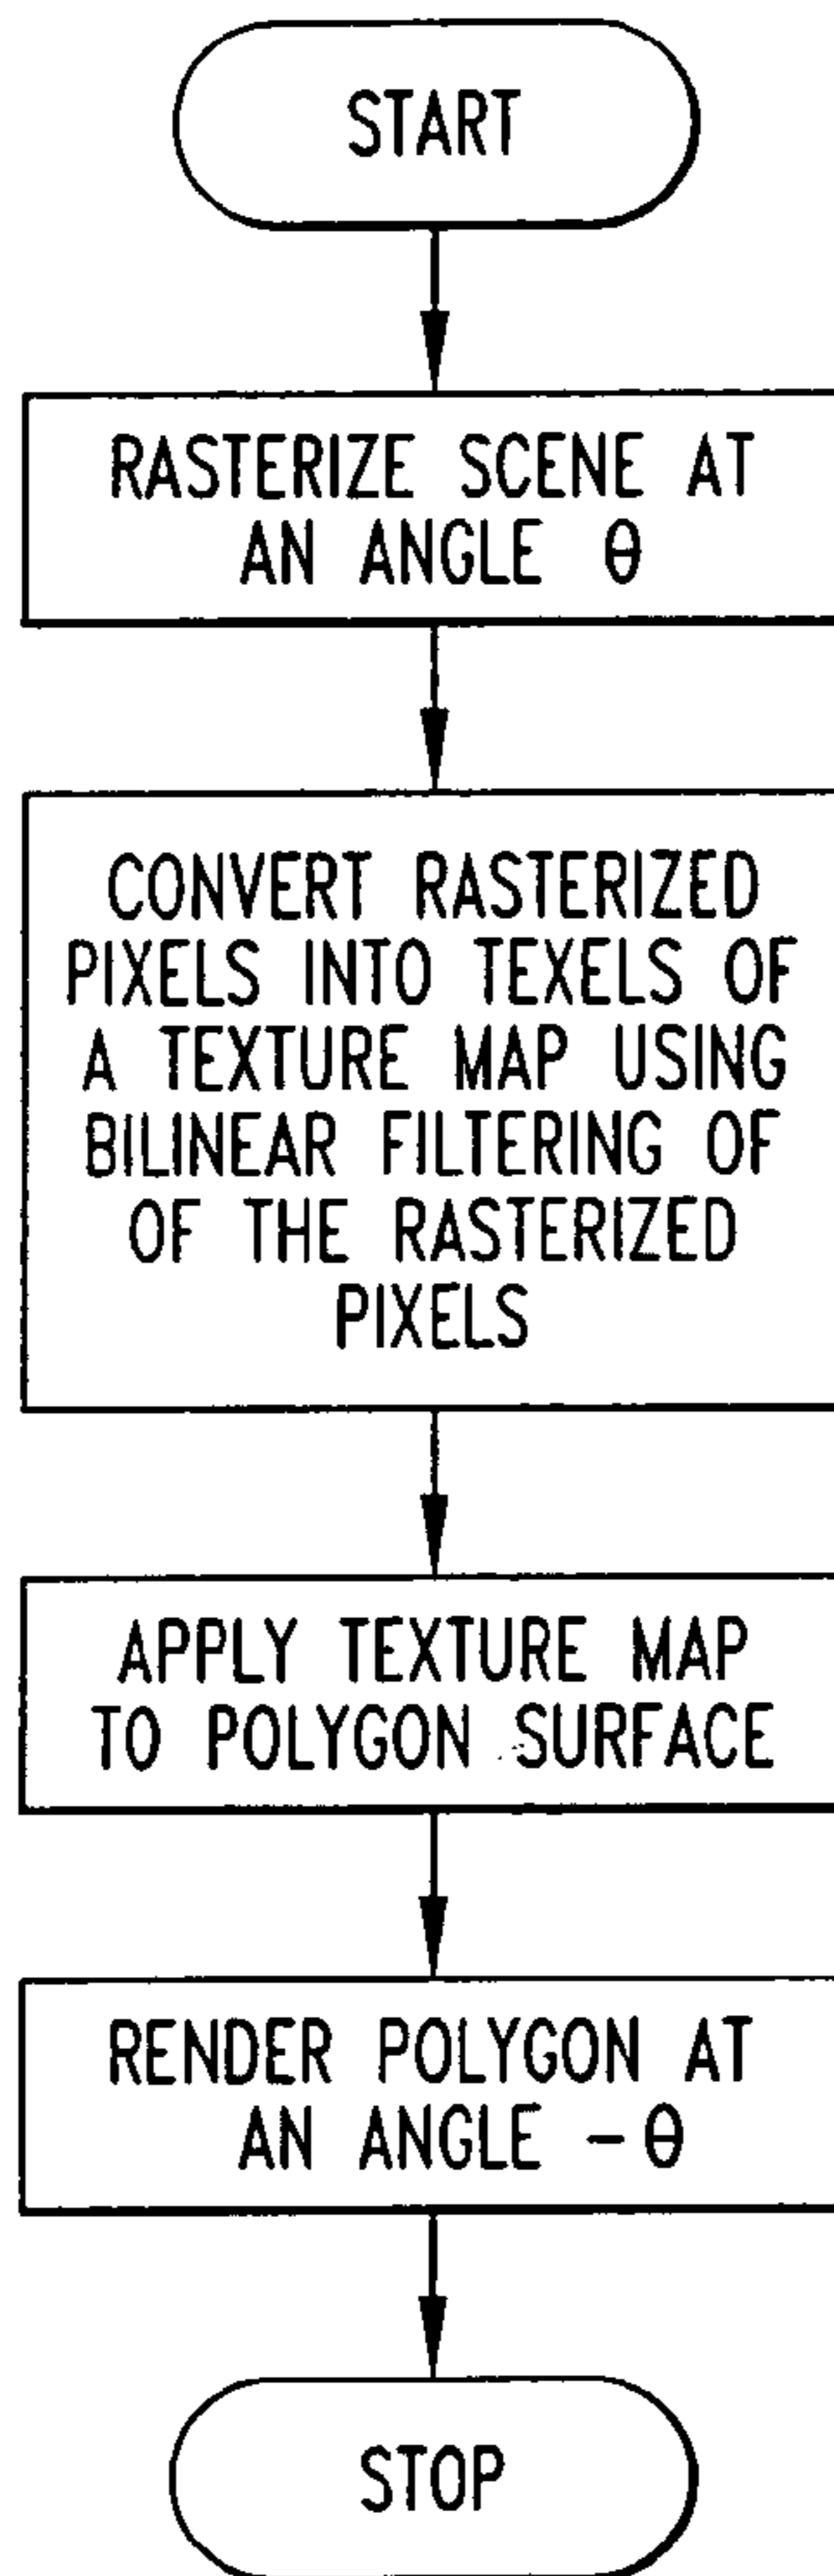 START
RASTERIZE SCENE AT
AN ANGLE θ
CONVERT RASTERIZED
PIXELS INTO TEXELS OF
A TEXTURE MAP USING
BILINEAR FILTERING OF
OF THE RASTERIZED
PIXELS
APPLY TEXTURE MAP
TO POLYGON SURFACE
RENDER POLYGON AT
AN ANGLE -θ
STOP